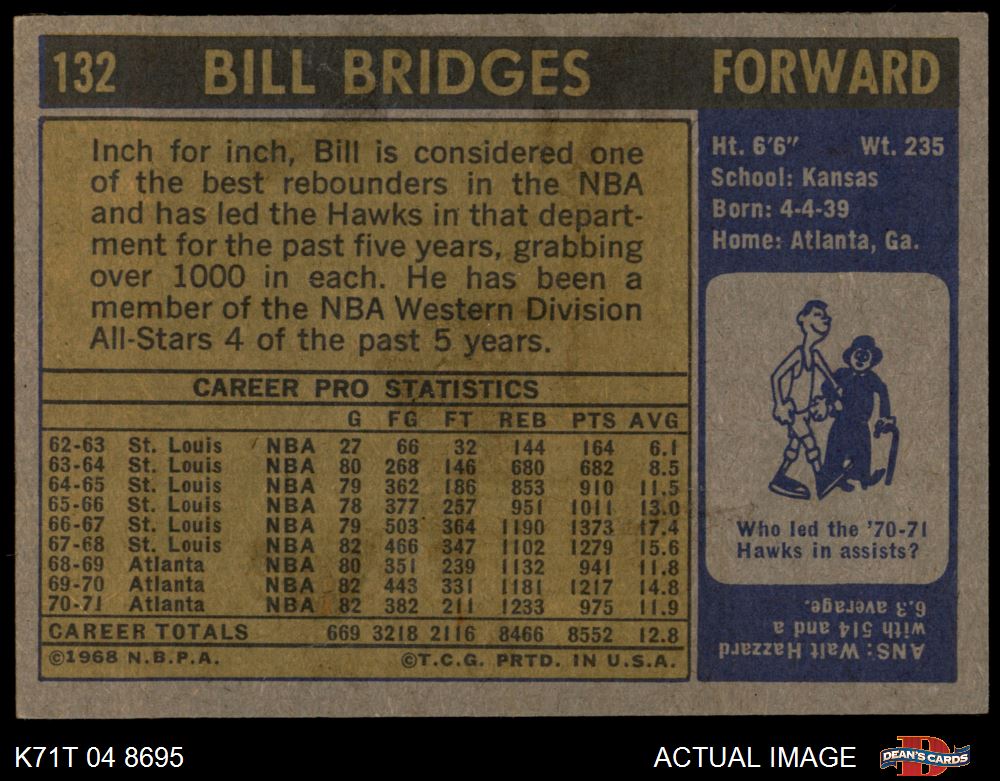 132 BILL BRIDGES FORWARD
Inch for inch, Bill is considered one
of the best rebounders in the NBA
and has led the Hawks in that depart-
ment for the past five years, grabbing
over 1000 in each. He has been a
member of the NBA Western Division
All-Stars 4 of the past 5 years.
CAREER PRO STATISTICS
G FG FT REB PTS AVG
62-63 St. Louis NBA 27 66 32 144 164 6.1
63-64 St. Louis NBA 80 268 146 680 682 8.5
64-65 St. Louis NBA 79 362 186 853 910 11.5
65-66 St. Louis NBA 78 377 257 951 1011 13.0
66-67 St. Louis NBA 79 503 364 1190 1373 17.4
67-68 St. Louis NBA 82 466 347 1102 1279 15.6
68-69 Atlanta NBA 80 351 239 1132 941 11.8
69-70 Atlanta NBA 82 443 331 1181 1217 14.8
70-71 Atlanta NBA 82 382 211 1233 975 11.9
CAREER TOTALS 669 3218 2116 8466 8552 12.8
©1968 N.B.P.A. ©T.C.G. PRTD. IN U.S.A.
Ht. 6'6" Wt. 235
School: Kansas
Born: 4-4-39
Home: Atlanta, Ga.
Who led the '70-71
Hawks in assists?
ANS: Walt Hazzard
with 514 and a
6.3 average.
K71T 04 8695 ACTUAL IMAGE DEAN'S CARDS